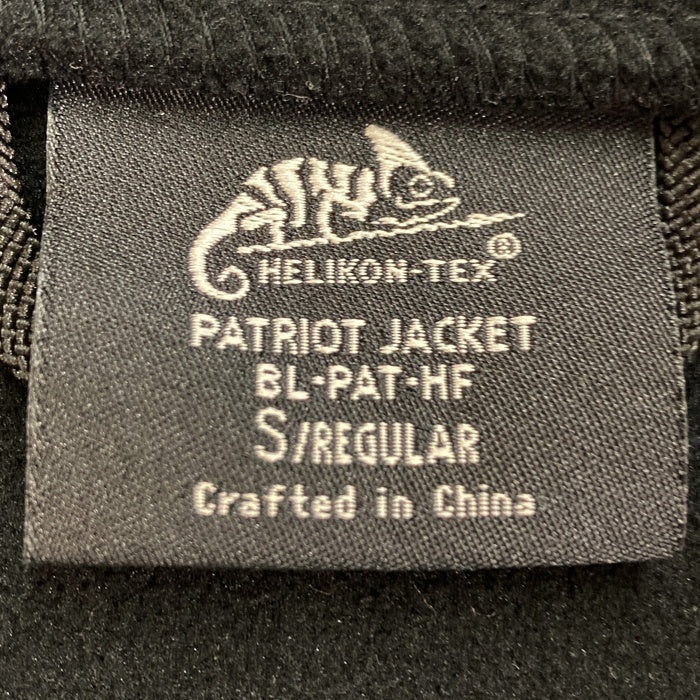 HELIKON-TEX®
PATRIOT JACKET
BL-PAT-HF
S/REGULAR
Crafted in China